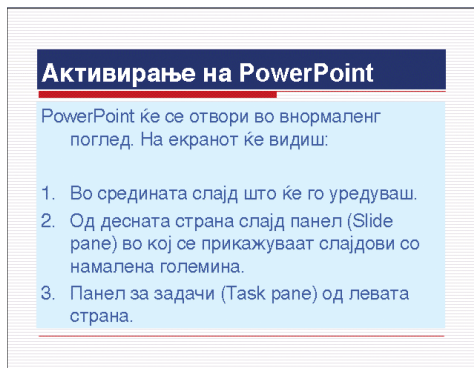 Активирање на PowerPoint
PowerPoint ќе се отвори во внормаленг
поглед. На екранот ќе видиш:
1. Во средината слајд што ќе го уредуваш.
2. Од десната страна слајд панел (Slide
pane) во кој се прикажуваат слајдови со
намалена големина.
3. Панел за задачи (Task pane) од левата
страна.